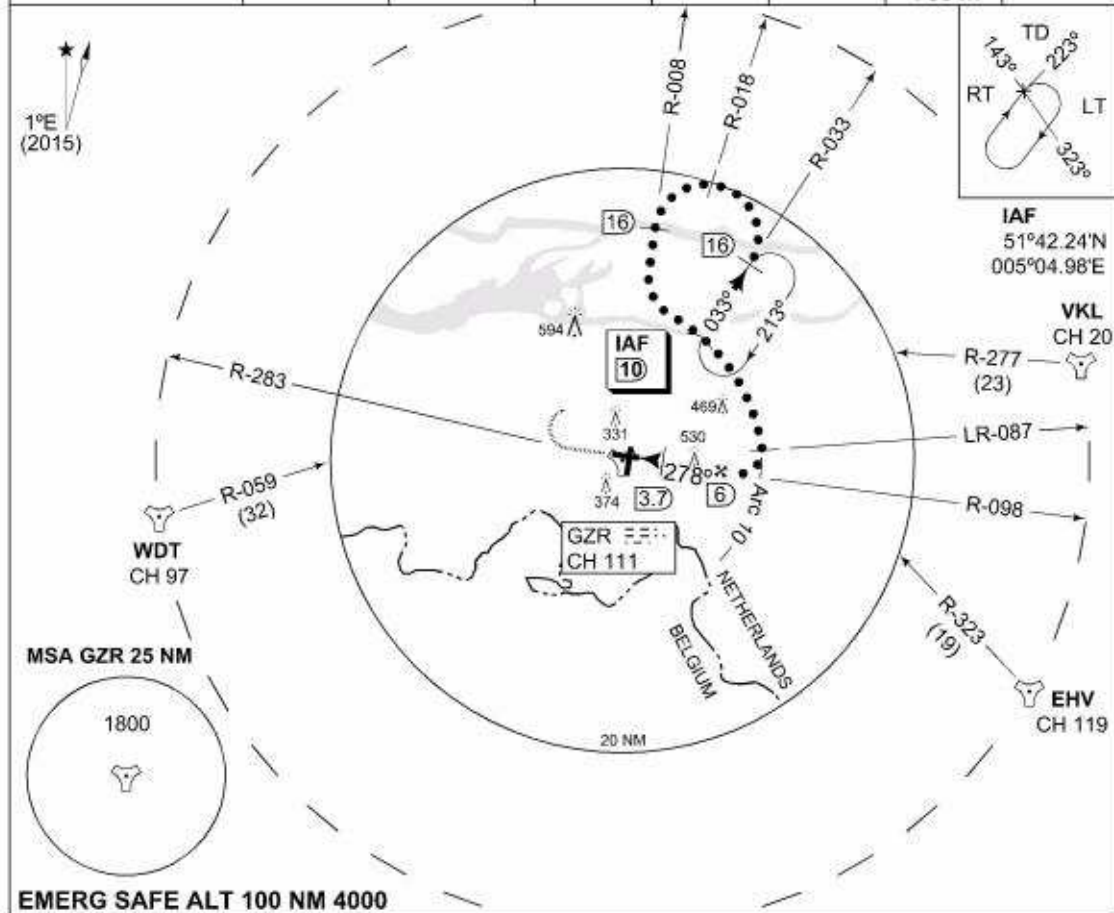 R-008
R-018
R-033
TD
143°
223°
RT
LT
323°
1°E
(2015)
IAF
51°42.24'N
005°04.98'E
16
16
033°
213°
594
IAF
10
VKL
CH 20
R-277
(23)
R-283
469
331
530
LR-087
278°
R-059
(32)
374
3.7
6
R-098
Arc 10
WDT
CH 97
GZR
CH 111
NETHERLANDS
BELGIUM
R-323
(19)
MSA GZR 25 NM
EHV
CH 119
1800
20 NM
EMERG SAFE ALT 100 NM 4000